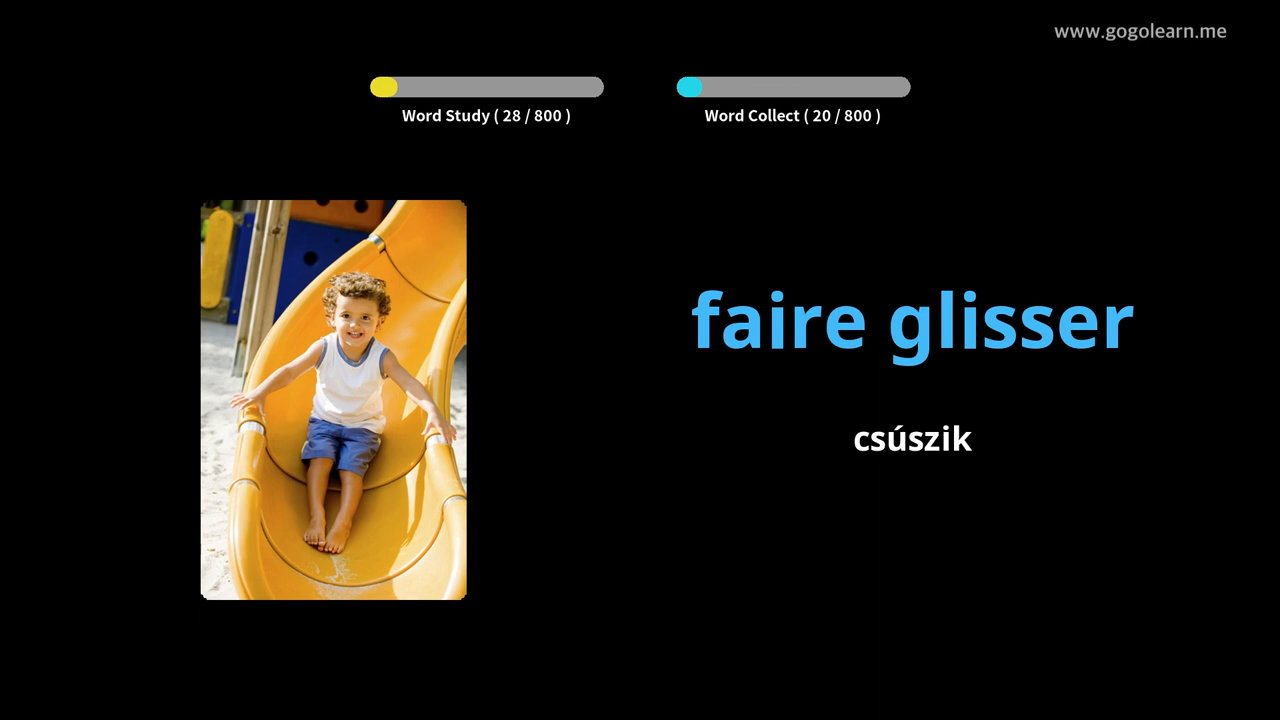 www.gogolearn.me
Word Study ( 28 / 800 )
Word Collect ( 20 / 800 )
faire glisser
csúszik